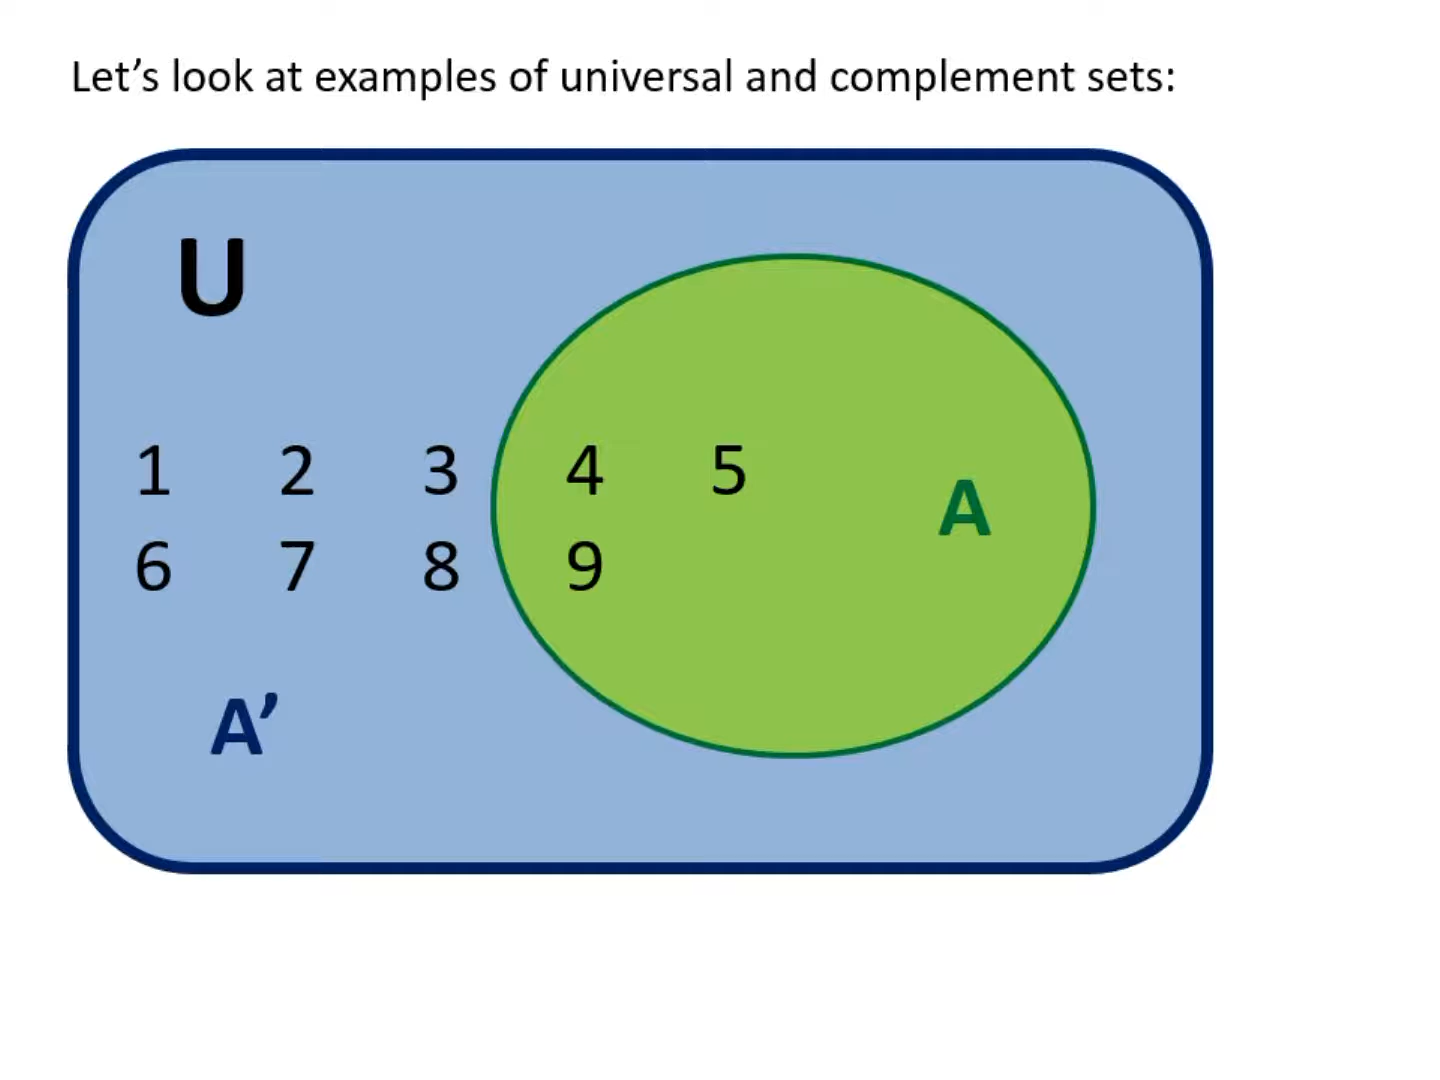 Let’s look at examples of universal and complement sets:
U
1 2 3 4 5
A
6 7 8 9
A’